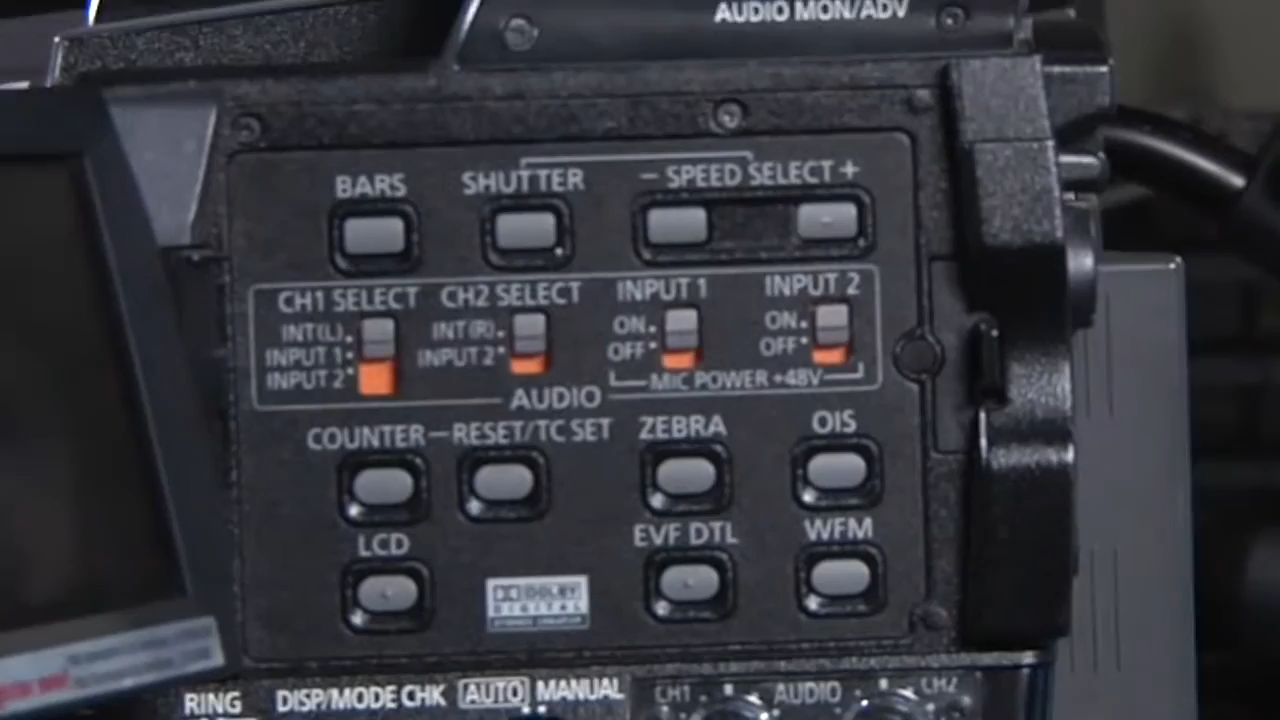 AUDIO MON/ADV
BARS SHUTTER - SPEED SELECT +
CH1 SELECT CH2 SELECT INPUT 1 INPUT 2
INT(L) INT(R) ON ON
INPUT 1 INPUT 2 OFF OFF
INPUT 2 MIC POWER +48V
AUDIO
COUNTER - RESET/TC SET ZEBRA OIS
LCD EVF DTL WFM
DOLBY
DIGITAL
RING DISP/MODE CHK AUTO MANUAL CH1 AUDIO CH2